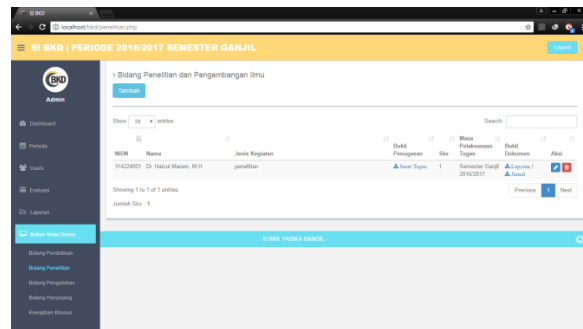 SI BKD
localhost/bkd/penelitian.php
SI BKD | PERIODE 2016/2017 SEMESTER GANJIL
Logout
BKD
Admin
Dashboard
Periode
Users
Evaluasi
Laporan
Beban Kerja Dosen
Bidang Pendidikan
Bidang Penelitian
Bidang Pengabdian
Bidang Penunjang
Kewajiban Khusus
› Bidang Penelitian dan Pengembangan Ilmu
Tambah
Show 10 entries
Search:
NIDN Nama Jenis Kegiatan Bukti Penugasan Sks Masa Pelaksanaan Tugas Bukti Dokumen Aksi
penelitian Surat Tugas 1 Semester Ganjil 2016/2017 Laporan | Jurnal
Showing 1 to 1 of 1 entries
Previous 1 Next
Jumlah Sks : 1
- STMIK YADIKA BANGIL -